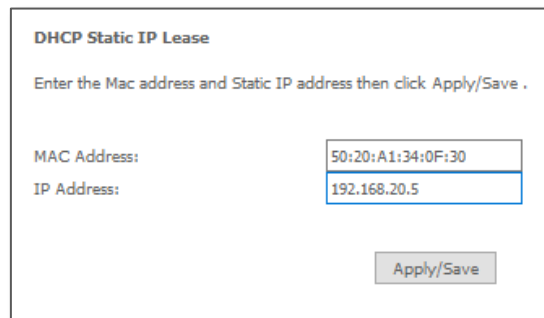 DHCP Static IP Lease
Enter the Mac address and Static IP address then click Apply/Save .
MAC Address: 50:20:A1:34:0F:30
IP Address: 192.168.20.5
Apply/Save